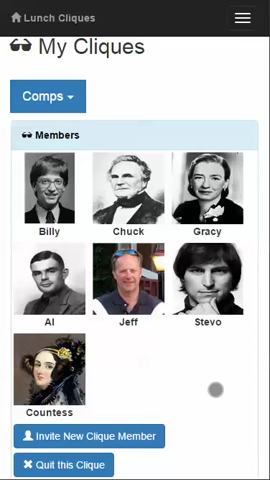 Lunch Cliques
My Cliques
Comps
Members
Billy
Chuck
Gracy
Al
Jeff
Stevo
Countess
Invite New Clique Member
Quit this Clique